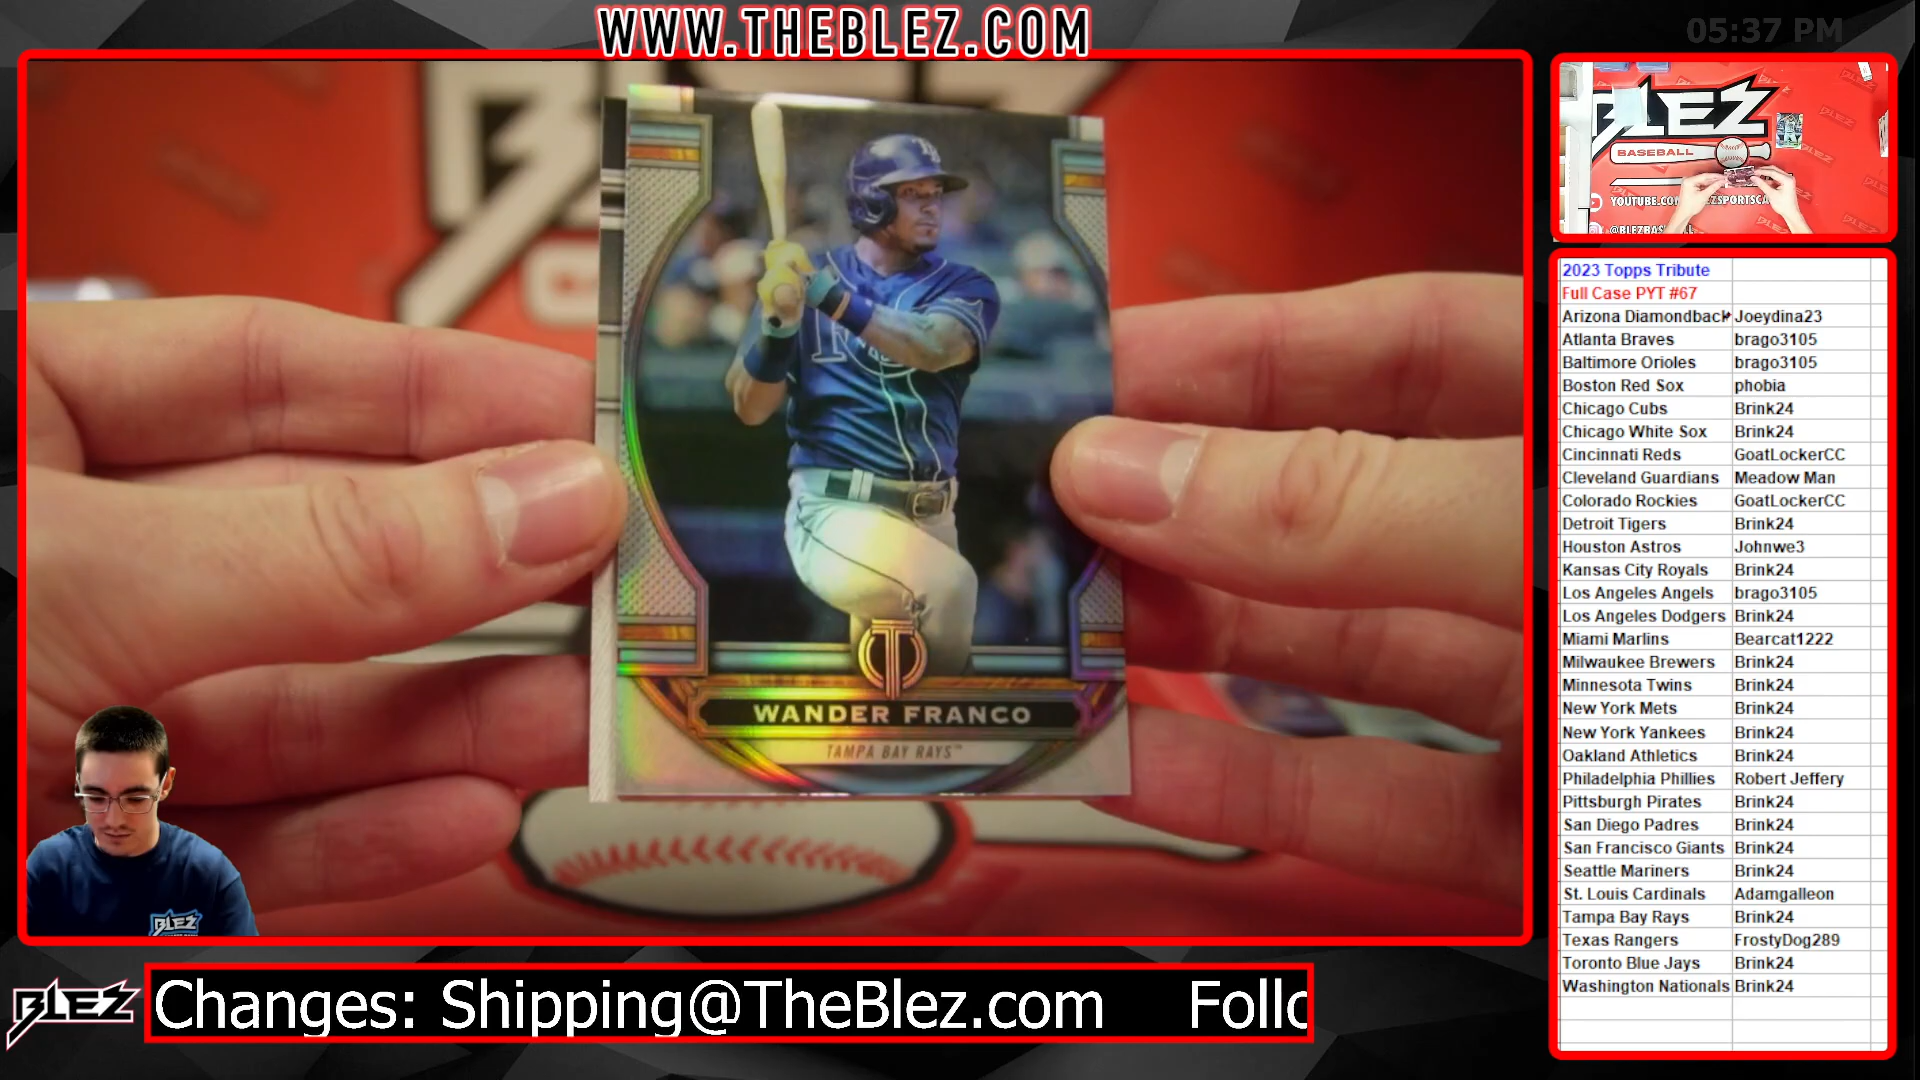 WWW.THEBLEZ.COM
05:37 PM
WANDER FRANCO
TAMPA BAY RAYS™
BLEZ
BASEBALL
2023 Topps Tribute
Full Case PYT #67
Arizona Diamondback Joeydina23
Atlanta Braves brago3105
Baltimore Orioles brago3105
Boston Red Sox phobia
Chicago Cubs Brink24
Chicago White Sox Brink24
Cincinnati Reds GoatLockerCC
Cleveland Guardians Meadow Man
Colorado Rockies GoatLockerCC
Detroit Tigers Brink24
Houston Astros Johnwe3
Kansas City Royals Brink24
Los Angeles Angels brago3105
Los Angeles Dodgers Brink24
Miami Marlins Bearcat1222
Milwaukee Brewers Brink24
Minnesota Twins Brink24
New York Mets Brink24
New York Yankees Brink24
Oakland Athletics Brink24
Philadelphia Phillies Robert Jeffery
Pittsburgh Pirates Brink24
San Diego Padres Brink24
San Francisco Giants Brink24
Seattle Mariners Brink24
St. Louis Cardinals Adamgalleon
Tampa Bay Rays Brink24
Texas Rangers FrostyDog289
Toronto Blue Jays Brink24
Washington Nationals Brink24
BLEZ
BLEZ
Changes: Shipping@TheBlez.com Follo